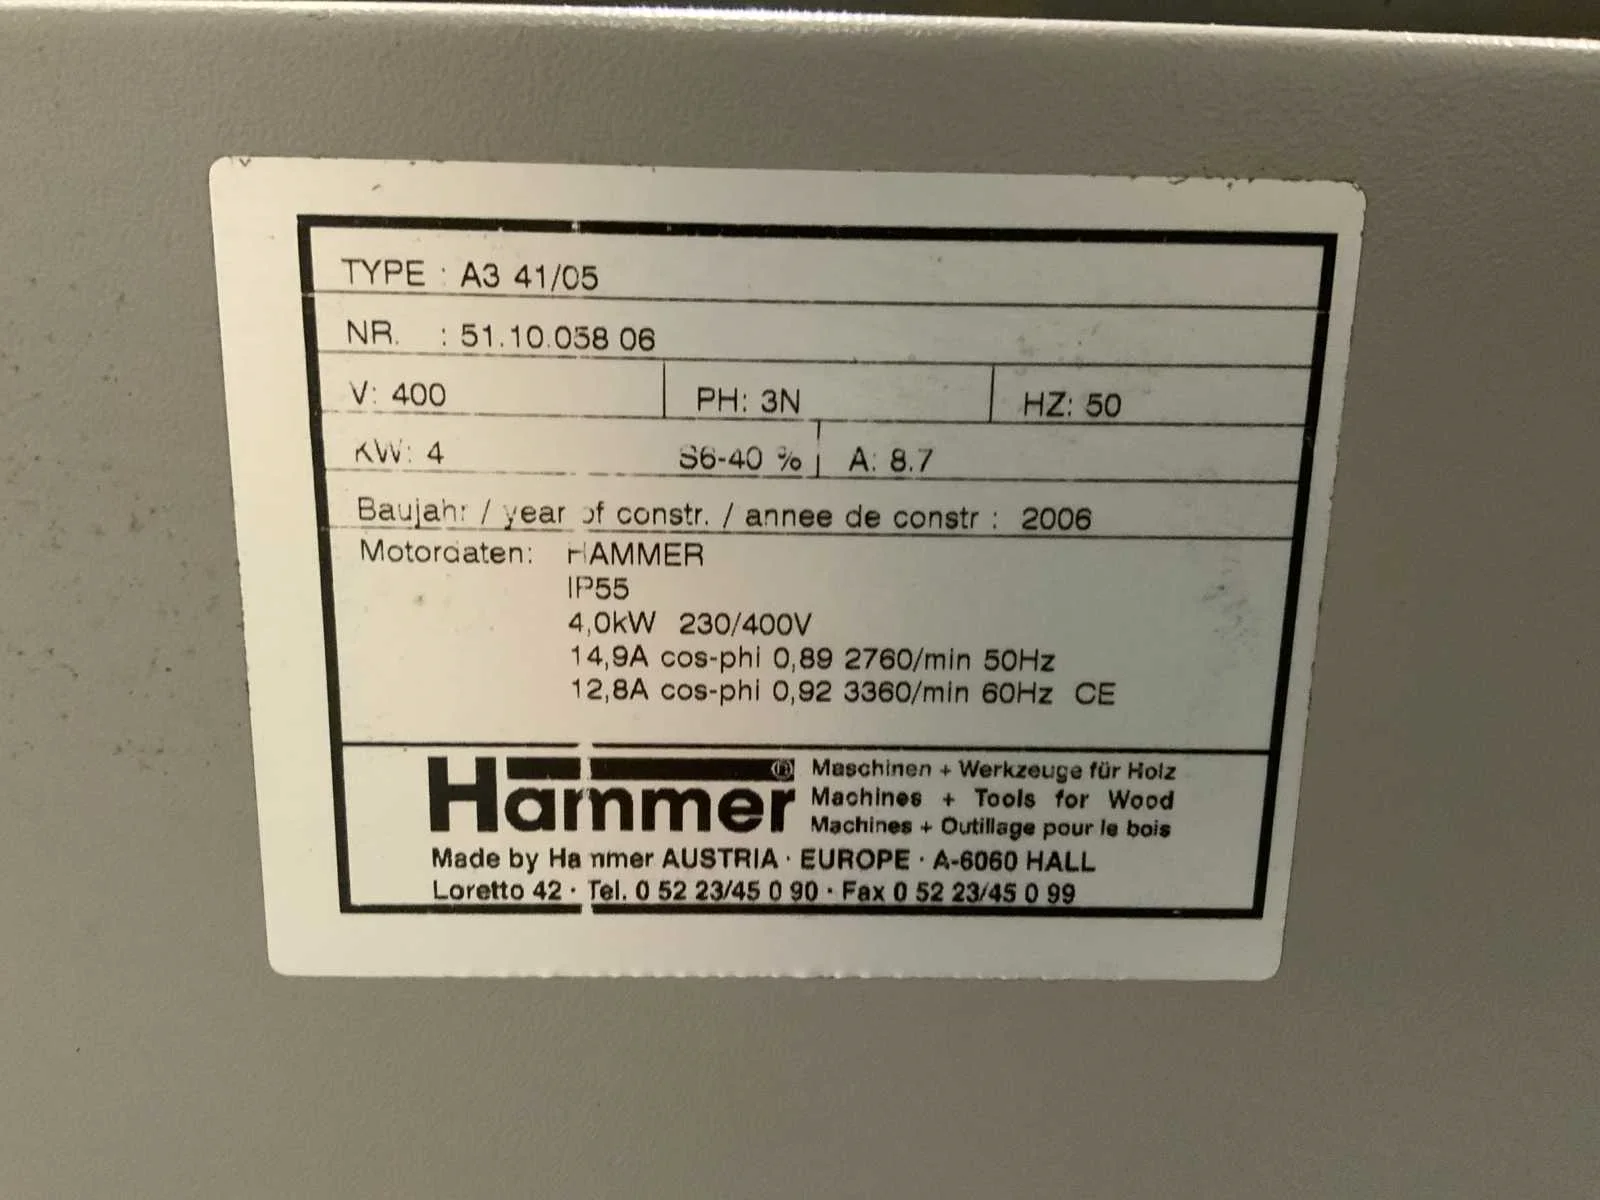 TYPE : A3 41/05
NR. : 51.10.058 06
V: 400 PH: 3N HZ: 50
KW: 4 S6-40 % A: 8.7
Baujahr / year of constr. / annee de constr : 2006
Motordaten: HAMMER
IP55
4,0kW 230/400V
14,9A cos-phi 0,89 2760/min 50Hz
12,8A cos-phi 0,92 3360/min 60Hz CE
Hammer ® Maschinen + Werkzeuge für Holz
Machines + Tools for Wood
Machines + Outillage pour le bois
Made by Hammer AUSTRIA · EUROPE · A-6060 HALL
Loretto 42 · Tel. 0 52 23/45 0 90 · Fax 0 52 23/45 0 99